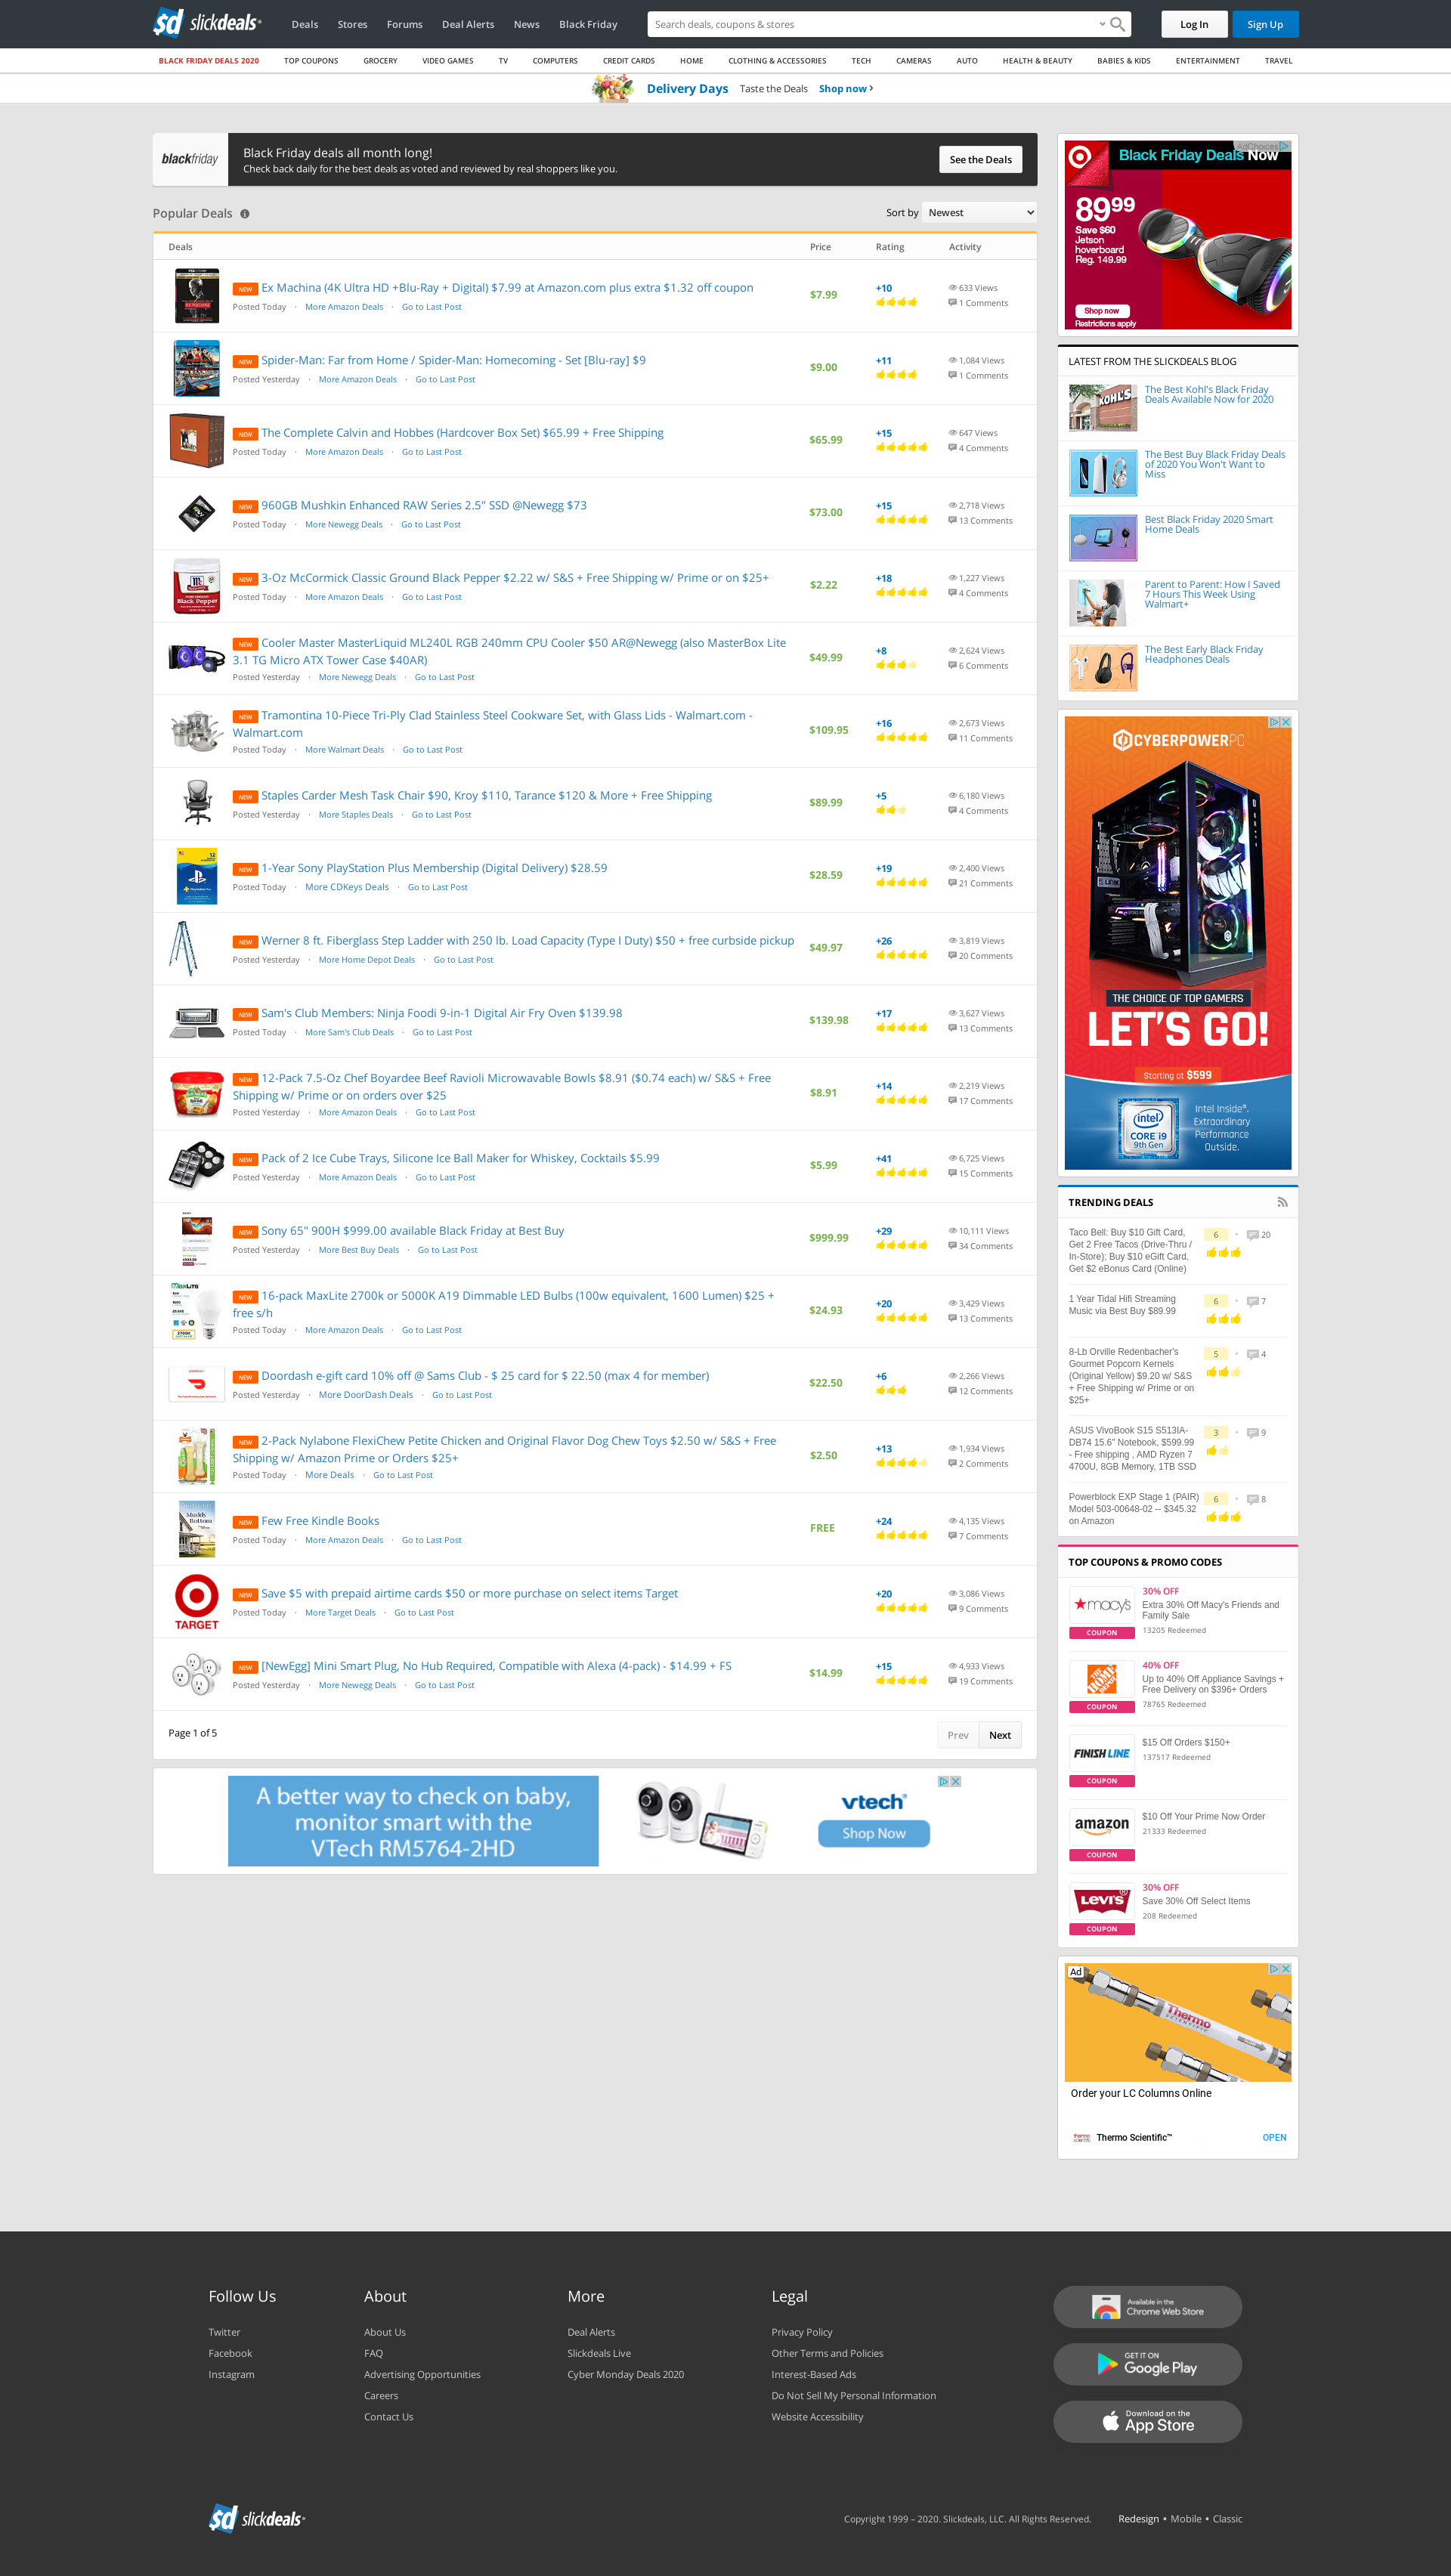 sd slickdeals
Deals Stores Forums Deal Alerts News Black Friday
Search deals, coupons & stores
Log In Sign Up
BLACK FRIDAY DEALS 2020 TOP COUPONS GROCERY VIDEO GAMES TV COMPUTERS CREDIT CARDS HOME CLOTHING & ACCESSORIES TECH CAMERAS AUTO HEALTH & BEAUTY BABIES & KIDS ENTERTAINMENT TRAVEL
Delivery Days Taste the Deals Shop now ›
blackfriday
Black Friday deals all month long!
Check back daily for the best deals as voted and reviewed by real shoppers like you.
See the Deals
Popular Deals
Sort by Newest
Deals Price Rating Activity
NEW Ex Machina (4K Ultra HD +Blu-Ray + Digital) $7.99 at Amazon.com plus extra $1.32 off coupon
Posted Today · More Amazon Deals · Go to Last Post
$7.99
+10
633 Views
1 Comments
NEW Spider-Man: Far from Home / Spider-Man: Homecoming - Set [Blu-ray] $9
Posted Yesterday · More Amazon Deals · Go to Last Post
$9.00
+11
1,084 Views
1 Comments
NEW The Complete Calvin and Hobbes (Hardcover Box Set) $65.99 + Free Shipping
Posted Today · More Amazon Deals · Go to Last Post
$65.99
+15
647 Views
4 Comments
NEW 960GB Mushkin Enhanced RAW Series 2.5" SSD @Newegg $73
Posted Today · More Newegg Deals · Go to Last Post
$73.00
+15
2,718 Views
13 Comments
Black Pepper
NEW 3-Oz McCormick Classic Ground Black Pepper $2.22 w/ S&S + Free Shipping w/ Prime or on $25+
Posted Today · More Amazon Deals · Go to Last Post
$2.22
+18
1,227 Views
4 Comments
NEW Cooler Master MasterLiquid ML240L RGB 240mm CPU Cooler $50 AR@Newegg (also MasterBox Lite
3.1 TG Micro ATX Tower Case $40AR)
Posted Yesterday · More Newegg Deals · Go to Last Post
$49.99
+8
2,624 Views
6 Comments
NEW Tramontina 10-Piece Tri-Ply Clad Stainless Steel Cookware Set, with Glass Lids - Walmart.com -
Walmart.com
Posted Today · More Walmart Deals · Go to Last Post
$109.95
+16
2,673 Views
11 Comments
NEW Staples Carder Mesh Task Chair $90, Kroy $110, Tarance $120 & More + Free Shipping
Posted Yesterday · More Staples Deals · Go to Last Post
$89.99
+5
6,180 Views
4 Comments
NEW 1-Year Sony PlayStation Plus Membership (Digital Delivery) $28.59
Posted Today · More CDKeys Deals · Go to Last Post
$28.59
+19
2,400 Views
21 Comments
NEW Werner 8 ft. Fiberglass Step Ladder with 250 lb. Load Capacity (Type I Duty) $50 + free curbside pickup
Posted Yesterday · More Home Depot Deals · Go to Last Post
$49.97
+26
3,819 Views
20 Comments
NEW Sam's Club Members: Ninja Foodi 9-in-1 Digital Air Fry Oven $139.98
Posted Today · More Sam's Club Deals · Go to Last Post
$139.98
+17
3,627 Views
13 Comments
NEW 12-Pack 7.5-Oz Chef Boyardee Beef Ravioli Microwavable Bowls $8.91 ($0.74 each) w/ S&S + Free
Shipping w/ Prime or on orders over $25
Posted Yesterday · More Amazon Deals · Go to Last Post
$8.91
+14
2,219 Views
17 Comments
NEW Pack of 2 Ice Cube Trays, Silicone Ice Ball Maker for Whiskey, Cocktails $5.99
Posted Yesterday · More Amazon Deals · Go to Last Post
$5.99
+41
6,725 Views
15 Comments
NEW Sony 65" 900H $999.00 available Black Friday at Best Buy
Posted Yesterday · More Best Buy Deals · Go to Last Post
$999.99
+29
10,111 Views
34 Comments
MaxLite
NEW 16-pack MaxLite 2700k or 5000K A19 Dimmable LED Bulbs (100w equivalent, 1600 Lumen) $25 +
free s/h
Posted Today · More Amazon Deals · Go to Last Post
$24.93
+20
3,429 Views
13 Comments
NEW Doordash e-gift card 10% off @ Sams Club - $ 25 card for $ 22.50 (max 4 for member)
Posted Yesterday · More DoorDash Deals · Go to Last Post
$22.50
+6
2,266 Views
12 Comments
NEW 2-Pack Nylabone FlexiChew Petite Chicken and Original Flavor Dog Chew Toys $2.50 w/ S&S + Free
Shipping w/ Amazon Prime or Orders $25+
Posted Today · More Deals · Go to Last Post
$2.50
+13
1,934 Views
2 Comments
Muddy Bottom
NEW Few Free Kindle Books
Posted Today · More Amazon Deals · Go to Last Post
FREE
+24
4,135 Views
7 Comments
TARGET
NEW Save $5 with prepaid airtime cards $50 or more purchase on select items Target
Posted Today · More Target Deals · Go to Last Post
+20
3,086 Views
9 Comments
NEW [NewEgg] Mini Smart Plug, No Hub Required, Compatible with Alexa (4-pack) - $14.99 + FS
Posted Yesterday · More Newegg Deals · Go to Last Post
$14.99
+15
4,933 Views
19 Comments
Page 1 of 5
Prev Next
A better way to check on baby,
monitor smart with the
VTech RM5764-2HD
vtech
Shop Now
AdChoices
Black Friday Deals Now
89 99
Save $60
Jetson
hoverboard
Reg. 149.99
Shop now
Restrictions apply
LATEST FROM THE SLICKDEALS BLOG
KOHL'S
The Best Kohl's Black Friday
Deals Available Now for 2020
The Best Buy Black Friday Deals
of 2020 You Won't Want to
Miss
Best Black Friday 2020 Smart
Home Deals
Parent to Parent: How I Saved
7 Hours This Week Using
Walmart+
The Best Early Black Friday
Headphones Deals
CYBERPOWERPC
THE CHOICE OF TOP GAMERS
LET'S GO!
Starting at $599
intel
CORE i9
9th Gen
Intel Inside®.
Extraordinary
Performance
Outside.
TRENDING DEALS
Taco Bell: Buy $10 Gift Card,
Get 2 Free Tacos (Drive-Thru /
In-Store); Buy $10 eGift Card,
Get $2 eBonus Card (Online)
6 • 20
1 Year Tidal Hifi Streaming
Music via Best Buy $89.99
6 • 7
8-Lb Orville Redenbacher's
Gourmet Popcorn Kernels
(Original Yellow) $9.20 w/ S&S
+ Free Shipping w/ Prime or on
$25+
5 • 4
ASUS VivoBook S15 S513IA-
DB74 15.6" Notebook, $599.99
- Free shipping , AMD Ryzen 7
4700U, 8GB Memory, 1TB SSD
3 • 9
Powerblock EXP Stage 1 (PAIR)
Model 503-00648-02 -- $345.32
on Amazon
6 • 8
TOP COUPONS & PROMO CODES
macy's
COUPON
30% OFF
Extra 30% Off Macy's Friends and
Family Sale
13205 Redeemed
COUPON
40% OFF
Up to 40% Off Appliance Savings +
Free Delivery on $396+ Orders
78765 Redeemed
FINISH LINE
COUPON
$15 Off Orders $150+
137517 Redeemed
amazon
COUPON
$10 Off Your Prime Now Order
21333 Redeemed
LEVI'S
COUPON
30% OFF
Save 30% Off Select Items
208 Redeemed
Ad
Thermo
SCIENTIFIC
Order your LC Columns Online
Thermo Scientific™
OPEN
Follow Us
Twitter
Facebook
Instagram
About
About Us
FAQ
Advertising Opportunities
Careers
Contact Us
More
Deal Alerts
Slickdeals Live
Cyber Monday Deals 2020
Legal
Privacy Policy
Other Terms and Policies
Interest-Based Ads
Do Not Sell My Personal Information
Website Accessibility
Available in the
Chrome Web Store
GET IT ON
Google Play
Download on the
App Store
sd slickdeals
Copyright 1999 – 2020. Slickdeals, LLC. All Rights Reserved.
Redesign • Mobile • Classic